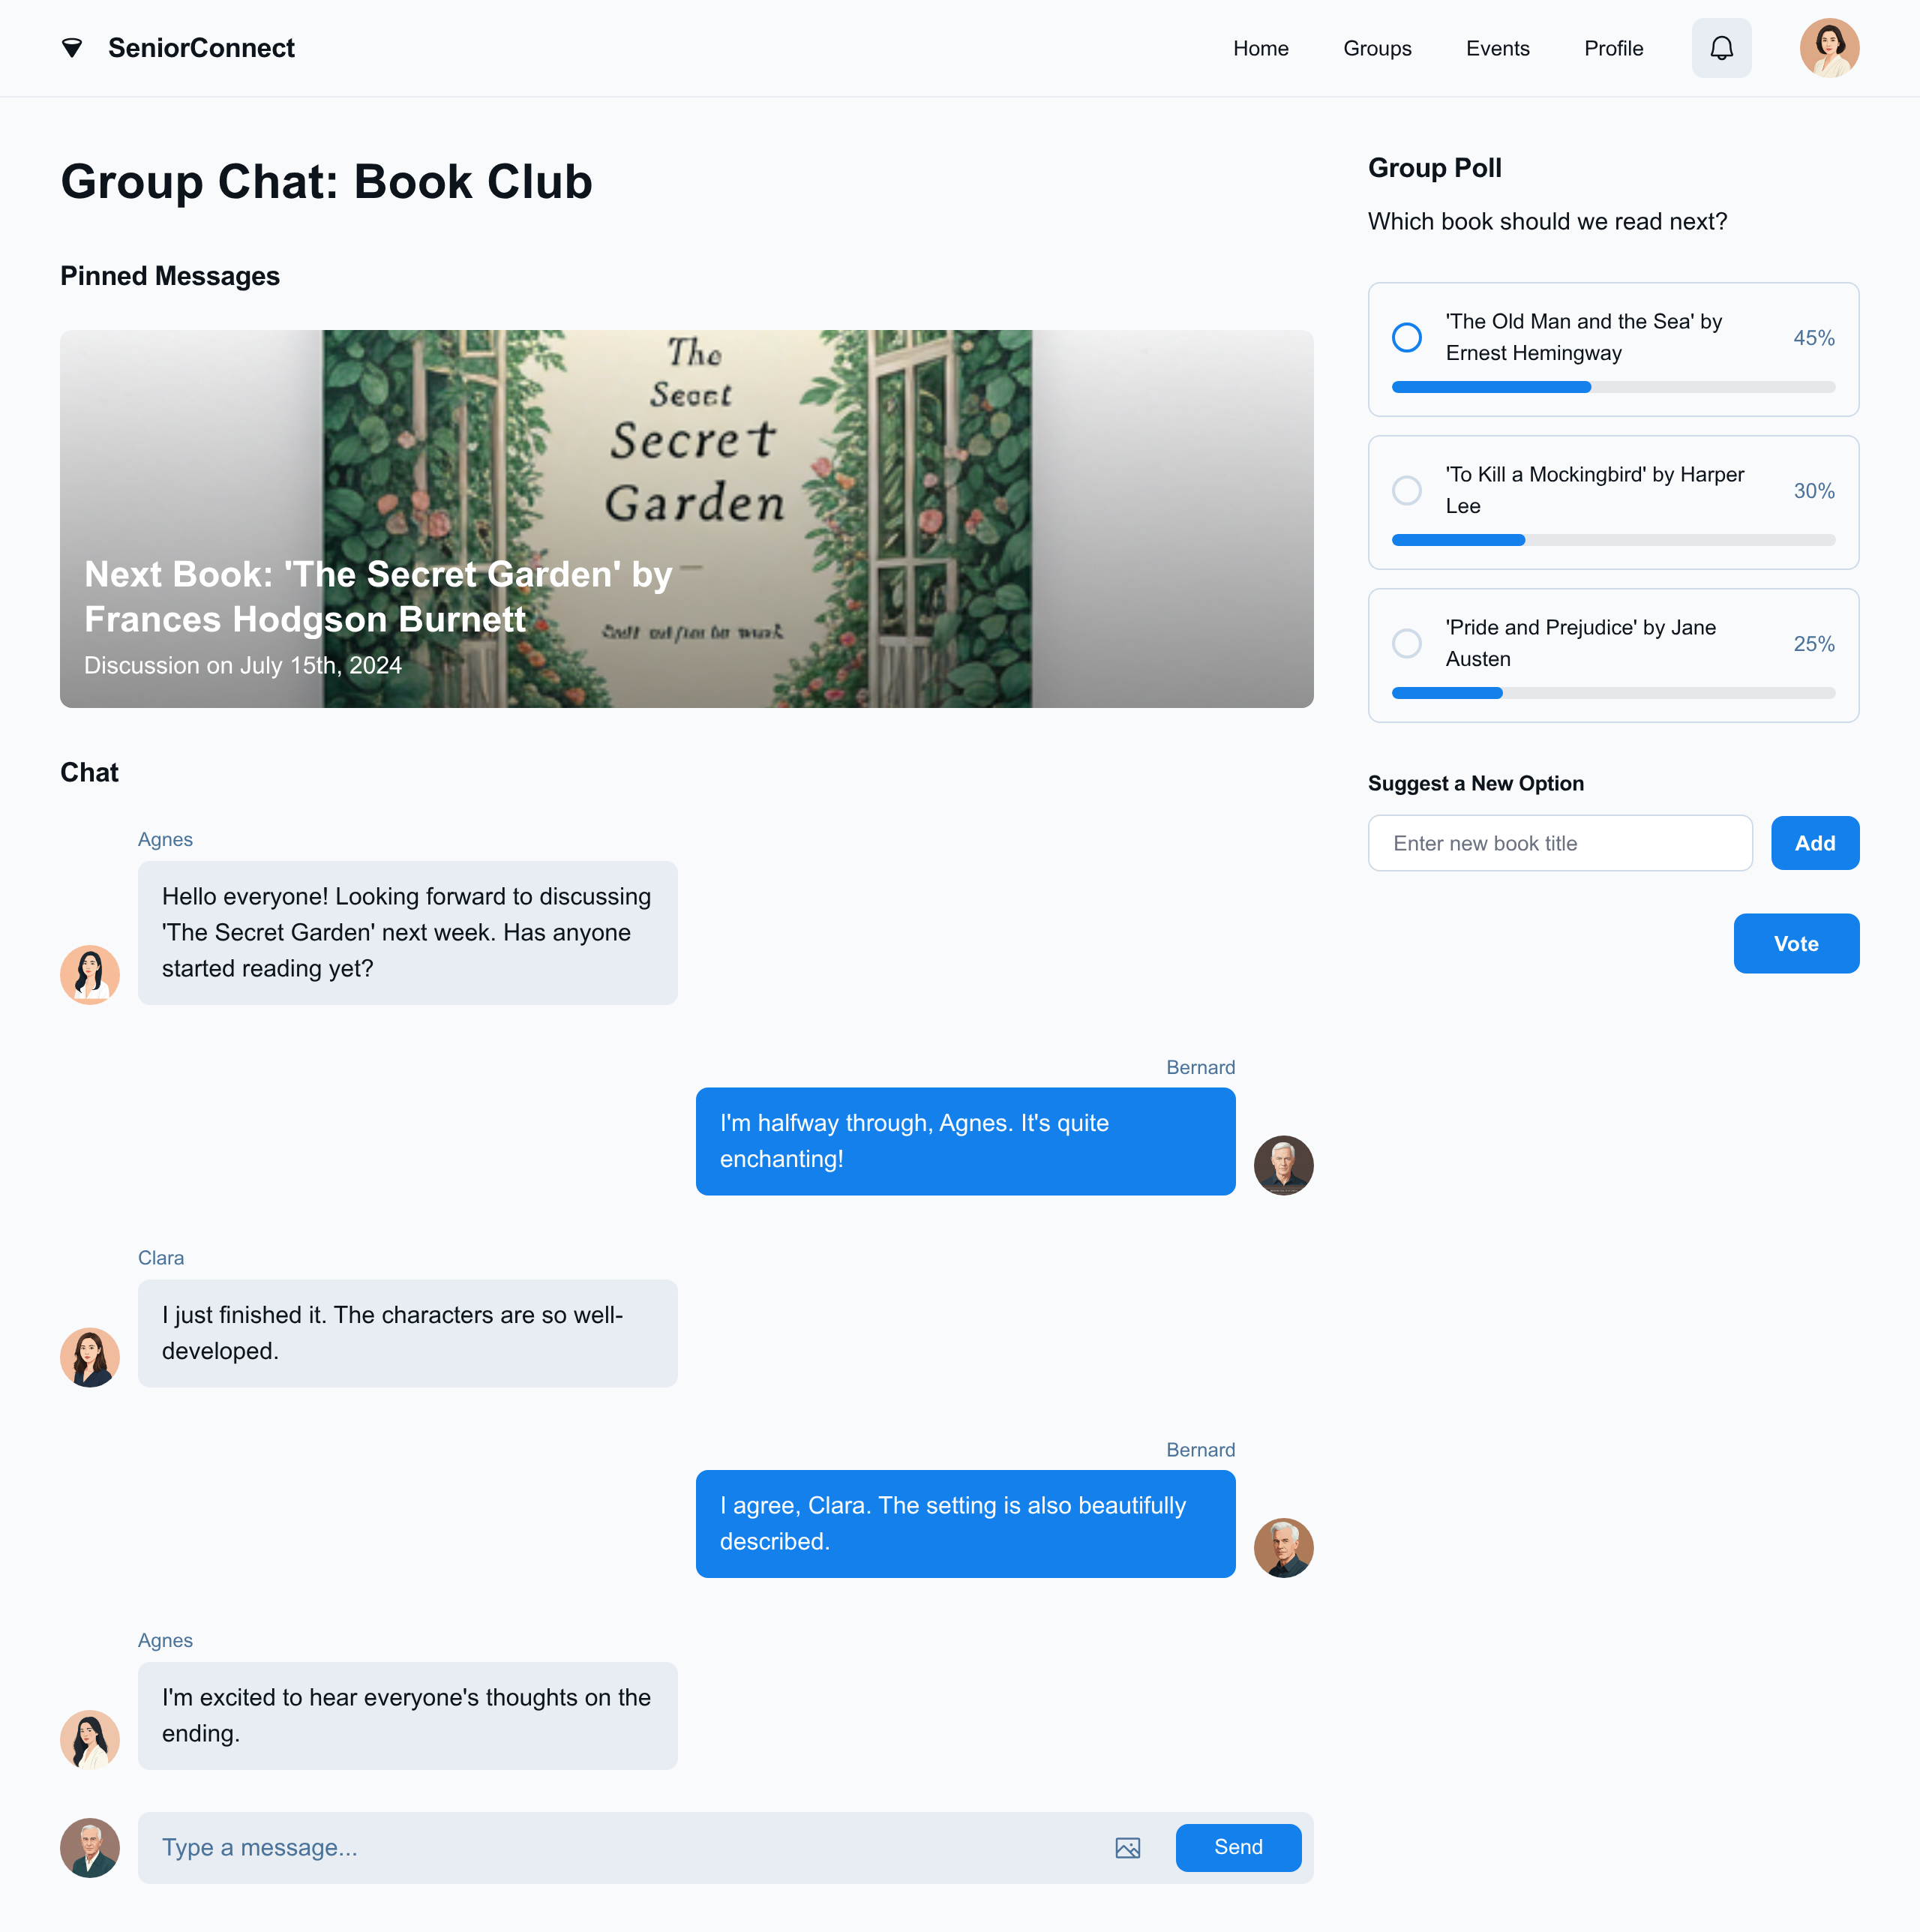 SeniorConnect
Home
Groups
Events
Profile
Group Chat: Book Club
Pinned Messages
The
Secret
Garden
Next Book: 'The Secret Garden' by
Frances Hodgson Burnett
Discussion on July 15th, 2024
Chat
Agnes
Hello everyone! Looking forward to discussing
'The Secret Garden' next week. Has anyone
started reading yet?
Bernard
I'm halfway through, Agnes. It's quite
enchanting!
Clara
I just finished it. The characters are so well-
developed.
Bernard
I agree, Clara. The setting is also beautifully
described.
Agnes
I'm excited to hear everyone's thoughts on the
ending.
Type a message...
Send
Group Poll
Which book should we read next?
'The Old Man and the Sea' by
Ernest Hemingway
45%
'To Kill a Mockingbird' by Harper
Lee
30%
'Pride and Prejudice' by Jane
Austen
25%
Suggest a New Option
Enter new book title
Add
Vote